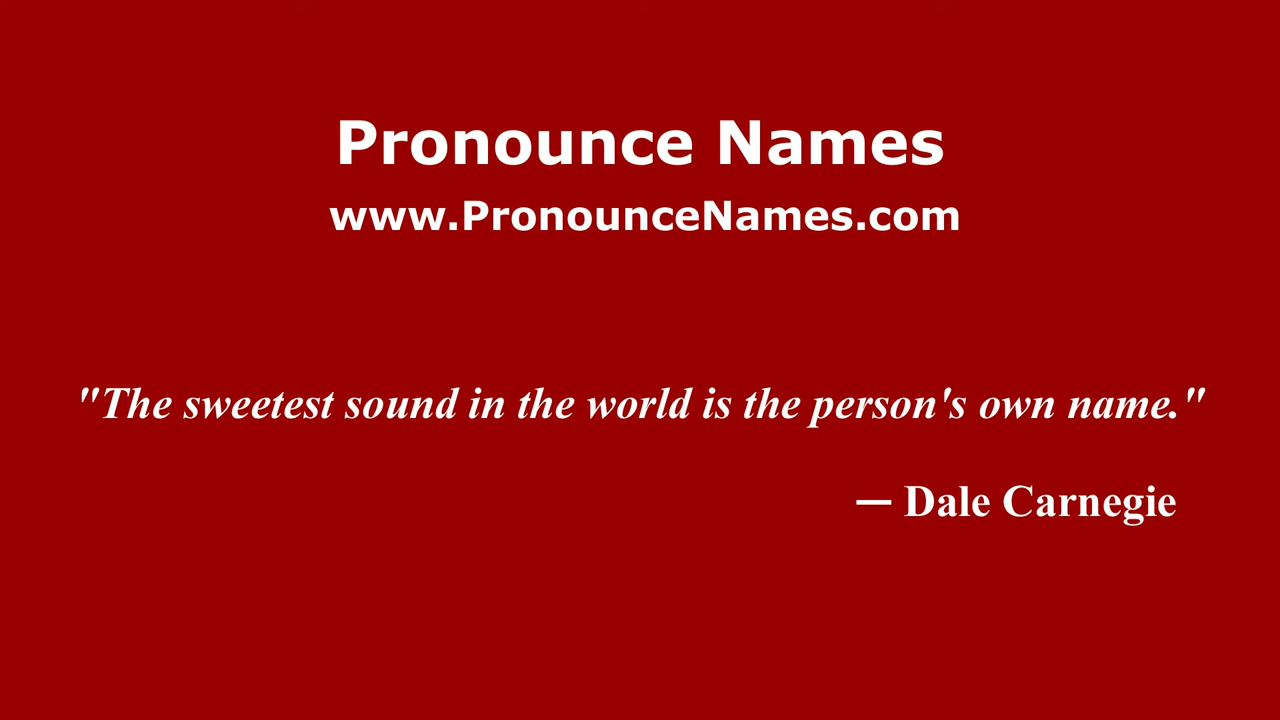 Pronounce Names
www.PronounceNames.com
"The sweetest sound in the world is the person's own name."
— Dale Carnegie